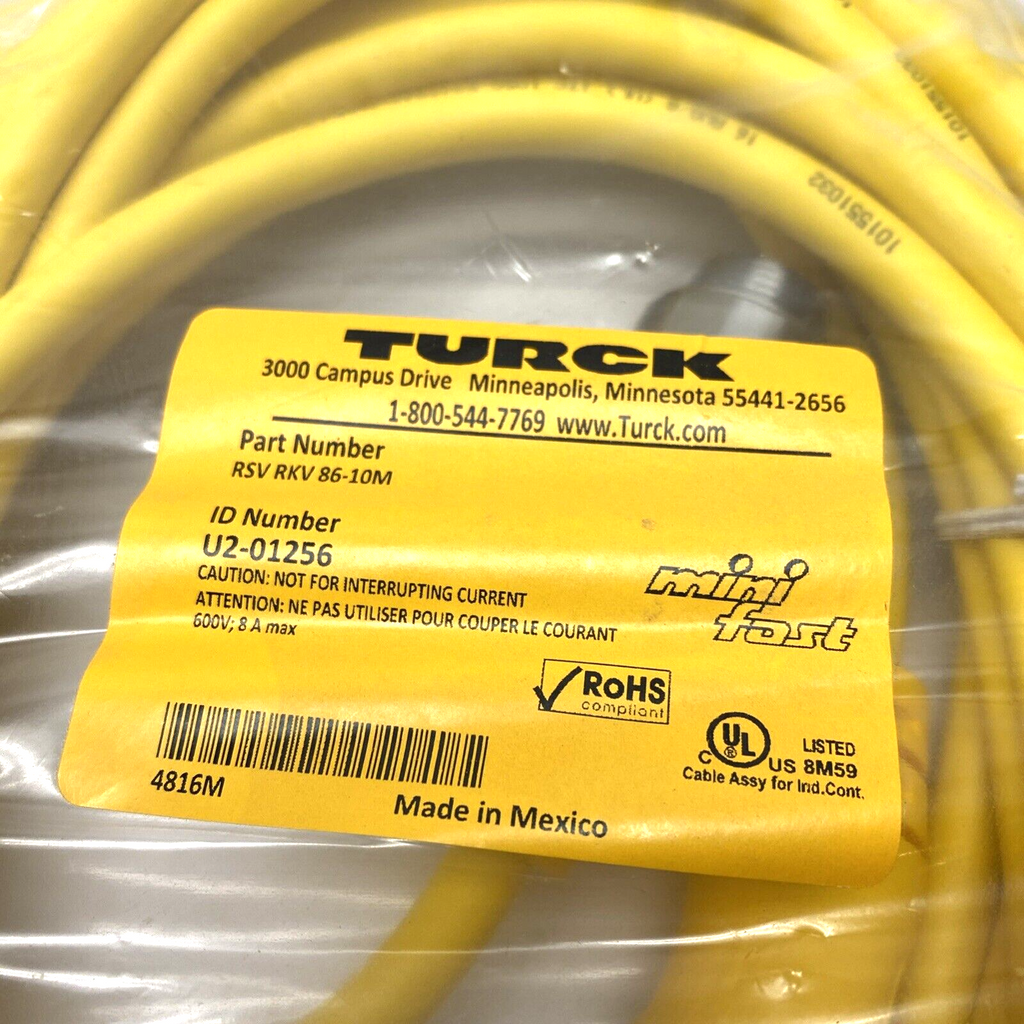 101551032
TURCK
3000 Campus Drive Minneapolis, Minnesota 55441-2656
1-800-544-7769 www.Turck.com
Part Number
RSV RKV 86-10M
ID Number
U2-01256
CAUTION: NOT FOR INTERRUPTING CURRENT
ATTENTION: NE PAS UTILISER POUR COUPER LE COURANT
600V; 8 A max
mini
fast
RoHS
compliant
C UL ® US
LISTED
8M59
Cable Assy for Ind.Cont.
4816M
Made in Mexico